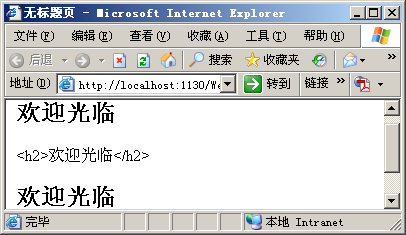 无标题页 - Microsoft Internet Explorer
文件(F) 编辑(E) 查看(V) 收藏(A) 工具(T) 帮助(H)
后退 搜索 收藏夹
地址(D) http://localhost:1130/We 转到 链接 »
欢迎光临
<h2>欢迎光临</h2>
欢迎光临
完毕 本地 Intranet